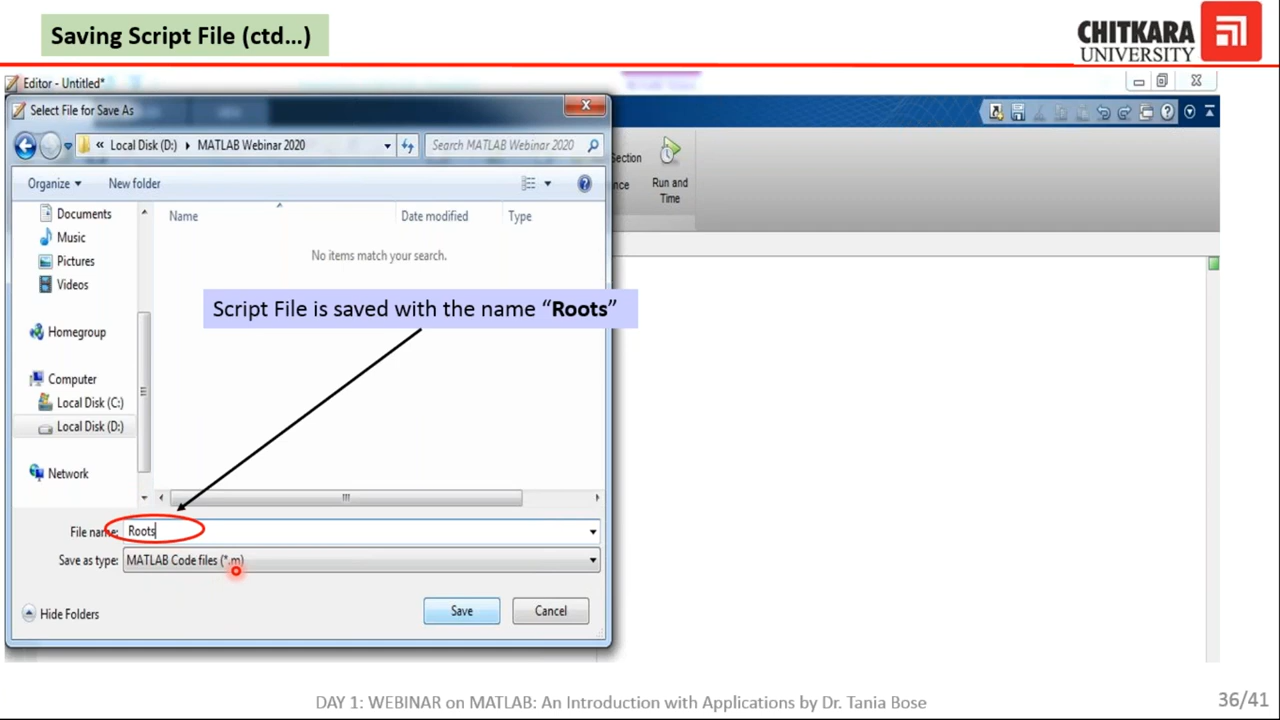 Saving Script File (ctd…)
CHITKARA
UNIVERSITY
Editor - Untitled*
Select File for Save As
« Local Disk (D:) ▸ MATLAB Webinar 2020
Search MATLAB Webinar 2020
Organize ▾ New folder
Section
nce
Run and
Time
Name Date modified Type
No items match your search.
Documents
Music
Pictures
Videos
Homegroup
Computer
Local Disk (C:)
Local Disk (D:)
Network
Script File is saved with the name “Roots”
File name: Roots
Save as type: MATLAB Code files (*.m)
Hide Folders
Save Cancel
DAY 1: WEBINAR on MATLAB: An Introduction with Applications by Dr. Tania Bose
36/41